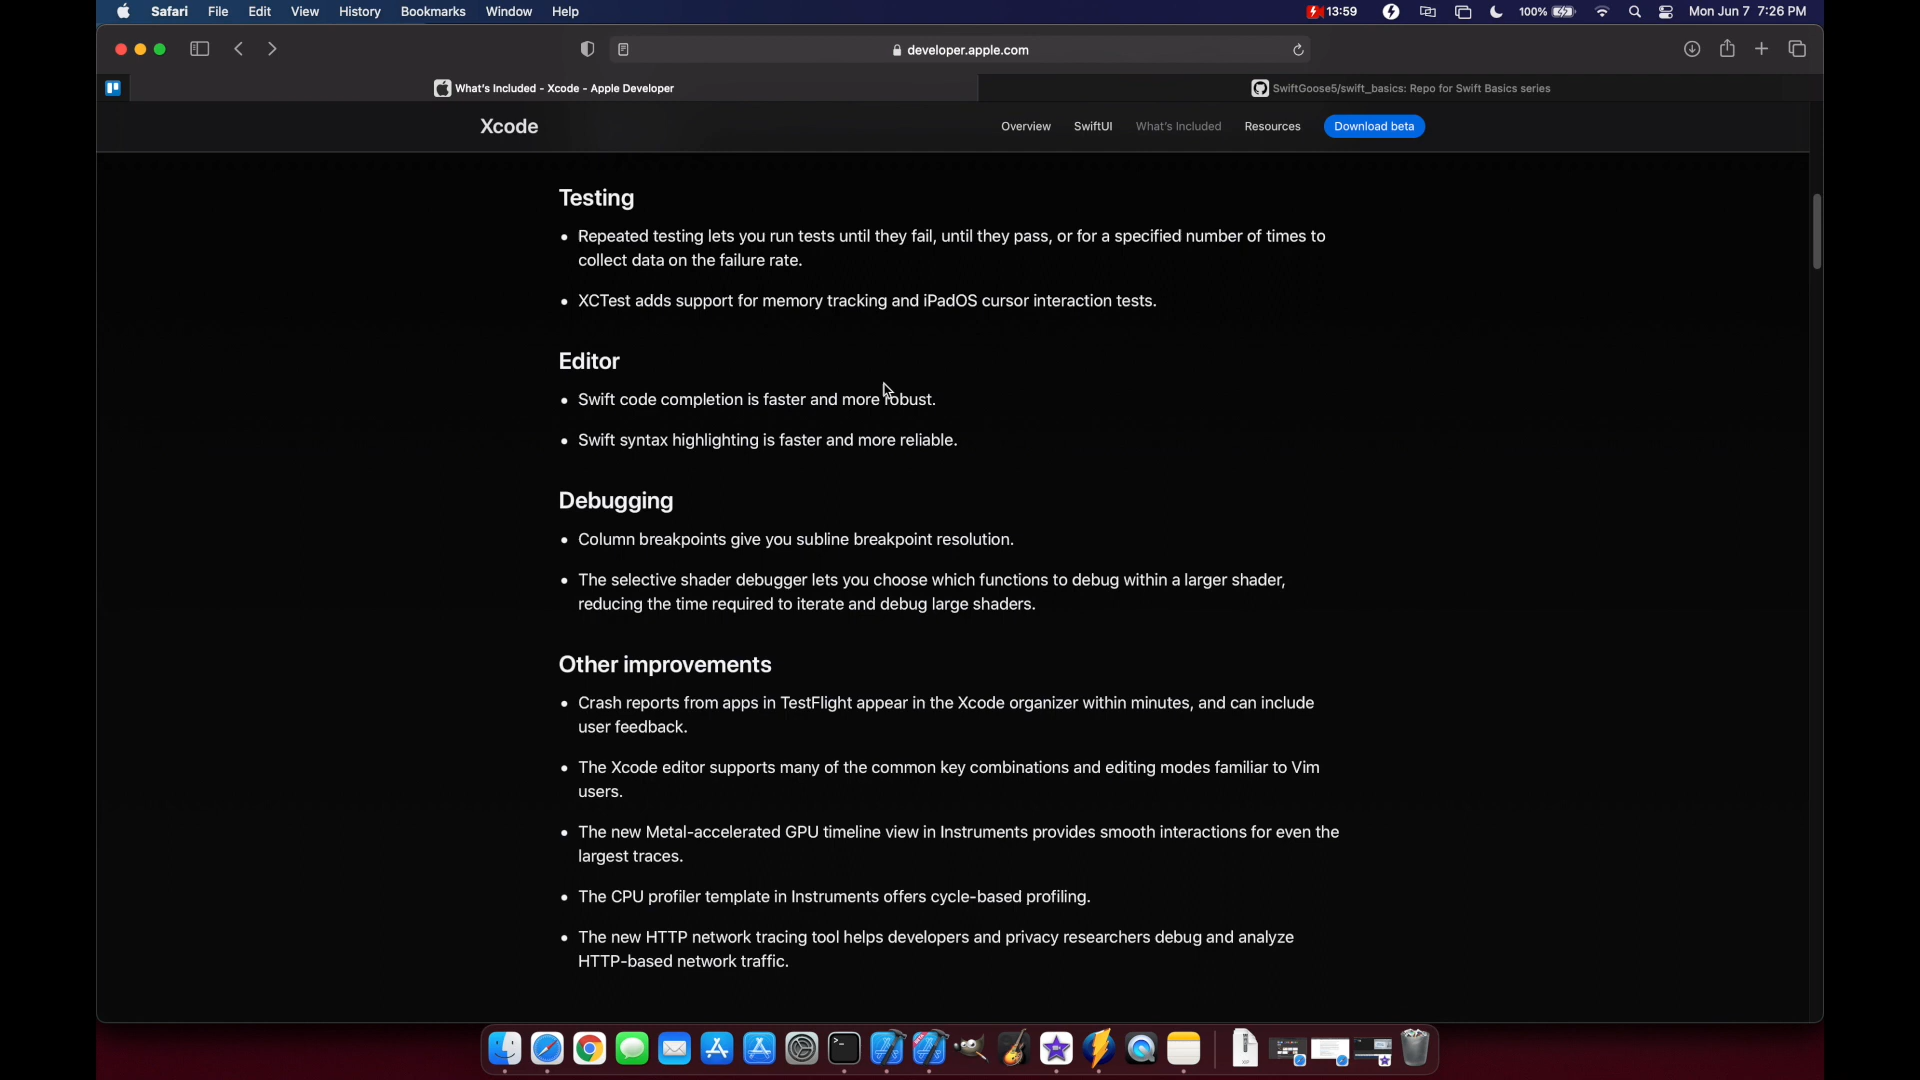 Safari File Edit View History Bookmarks Window Help 13:59 100% Mon Jun 7 7:26 PM
developer.apple.com
What's Included - Xcode - Apple Developer
SwiftGoose5/swift_basics: Repo for Swift Basics series
Xcode
Overview SwiftUI What's Included Resources Download beta
Testing
• Repeated testing lets you run tests until they fail, until they pass, or for a specified number of times to
collect data on the failure rate.
• XCTest adds support for memory tracking and iPadOS cursor interaction tests.
Editor
• Swift code completion is faster and more robust.
• Swift syntax highlighting is faster and more reliable.
Debugging
• Column breakpoints give you subline breakpoint resolution.
• The selective shader debugger lets you choose which functions to debug within a larger shader,
reducing the time required to iterate and debug large shaders.
Other improvements
• Crash reports from apps in TestFlight appear in the Xcode organizer within minutes, and can include
user feedback.
• The Xcode editor supports many of the common key combinations and editing modes familiar to Vim
users.
• The new Metal-accelerated GPU timeline view in Instruments provides smooth interactions for even the
largest traces.
• The CPU profiler template in Instruments offers cycle-based profiling.
• The new HTTP network tracing tool helps developers and privacy researchers debug and analyze
HTTP-based network traffic.